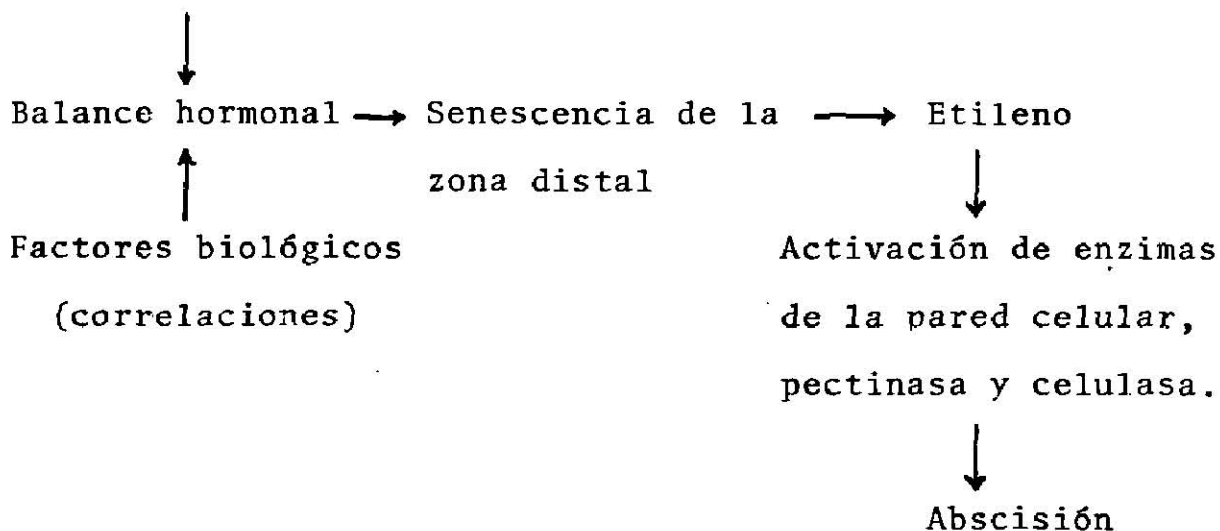 Balance hormonal → Senescencia de la → Etileno
zona distal
Factores biológicos Activación de enzimas
(correlaciones) de la pared celular,
pectinasa y celulasa.
Abscisión